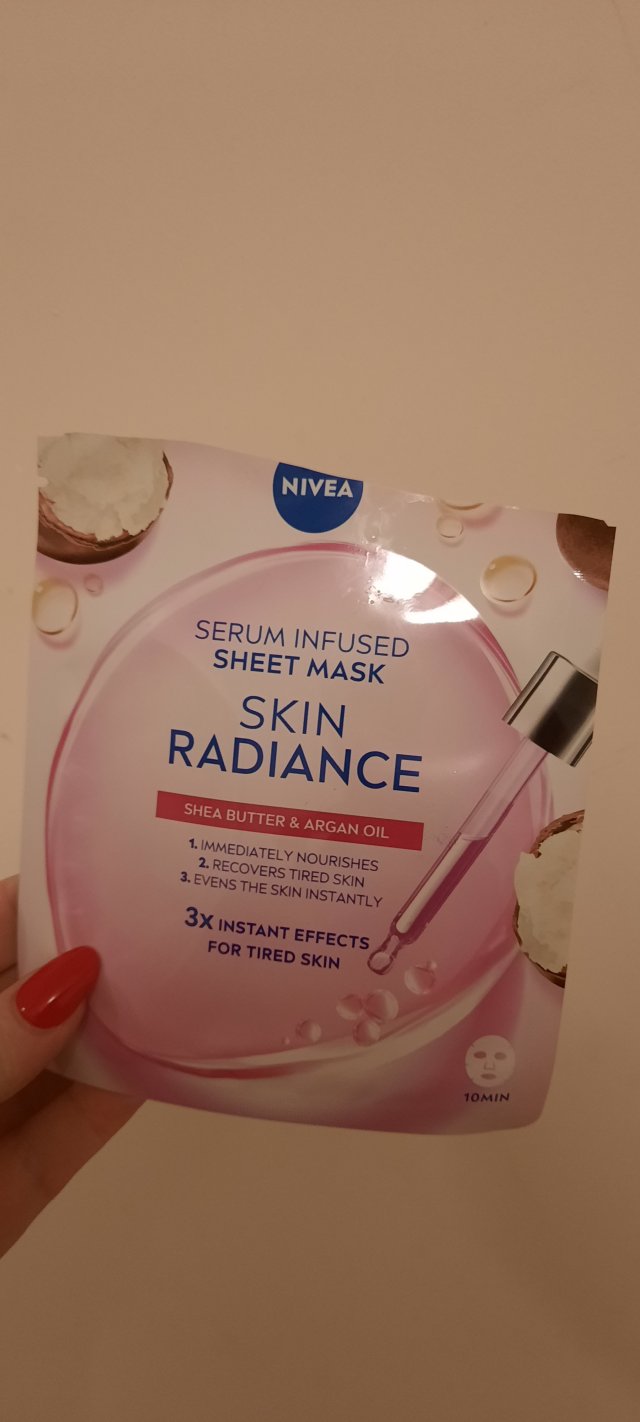 NIVEA
SERUM INFUSED
SHEET MASK
SKIN
RADIANCE
SHEA BUTTER & ARGAN OIL
1. IMMEDIATELY NOURISHES
2. RECOVERS TIRED SKIN
3. EVENS THE SKIN INSTANTLY
3x INSTANT EFFECTS
FOR TIRED SKIN
10MIN